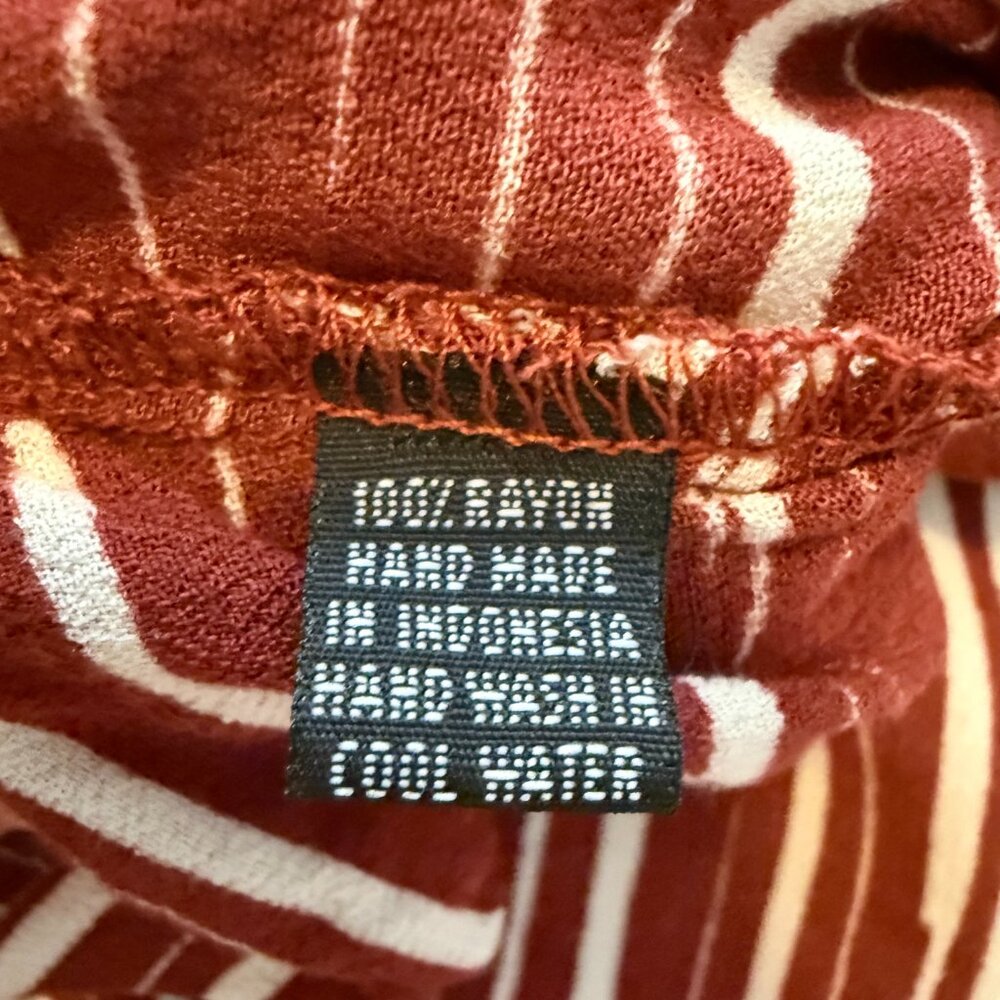 100% RAYON
HAND MADE
IN INDONESIA
HAND WASH IN
COOL WATER